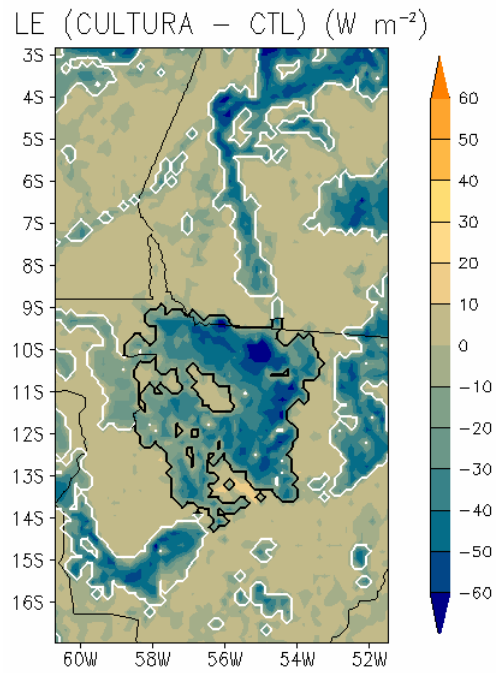 LE (CULTURA – CTL) (W m⁻²)
3S
4S
5S
6S
7S
8S
9S
10S
11S
12S
13S
14S
15S
16S
60W 58W 56W 54W 52W
60
50
40
30
20
10
0
−10
−20
−30
−40
−50
−60